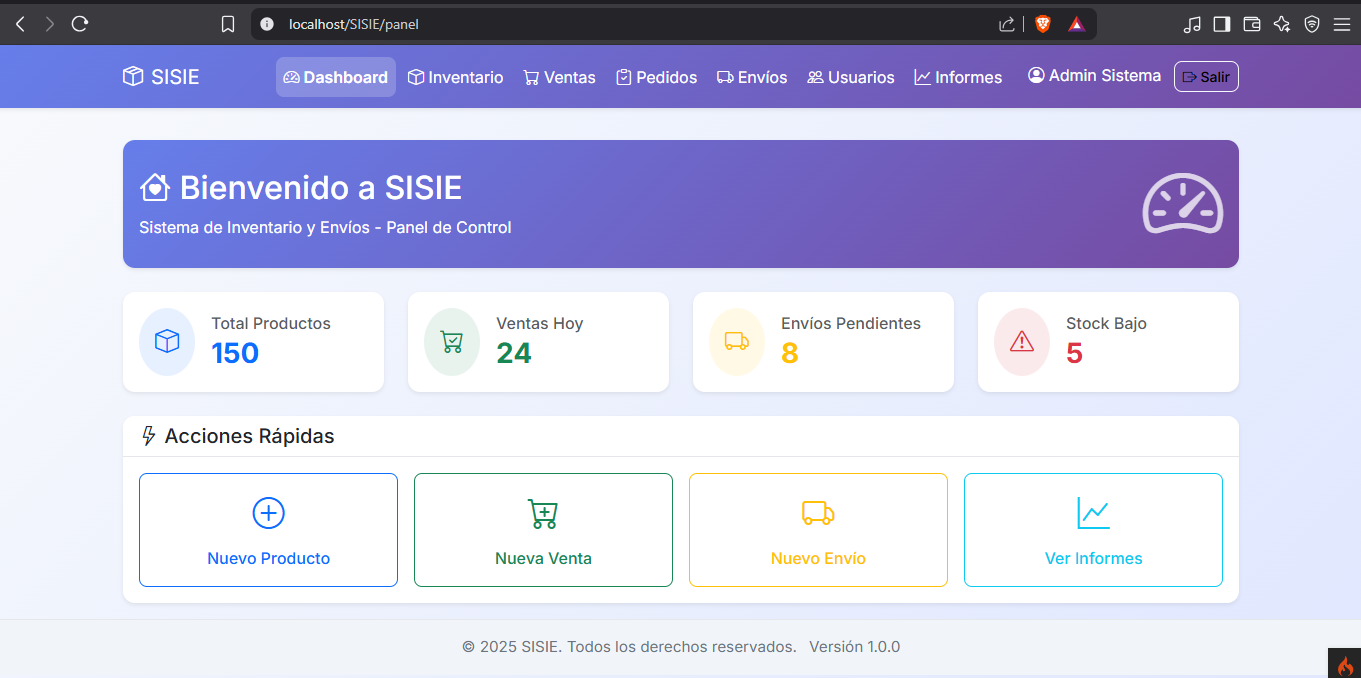 localhost/SISIE/panel
SISIE Dashboard Inventario Ventas Pedidos Envíos Usuarios Informes Admin Sistema Salir
Bienvenido a SISIE
Sistema de Inventario y Envíos - Panel de Control
Total Productos
150
Ventas Hoy
24
Envíos Pendientes
8
Stock Bajo
5
Acciones Rápidas
Nuevo Producto
Nueva Venta
Nuevo Envío
Ver Informes
© 2025 SISIE. Todos los derechos reservados. Versión 1.0.0